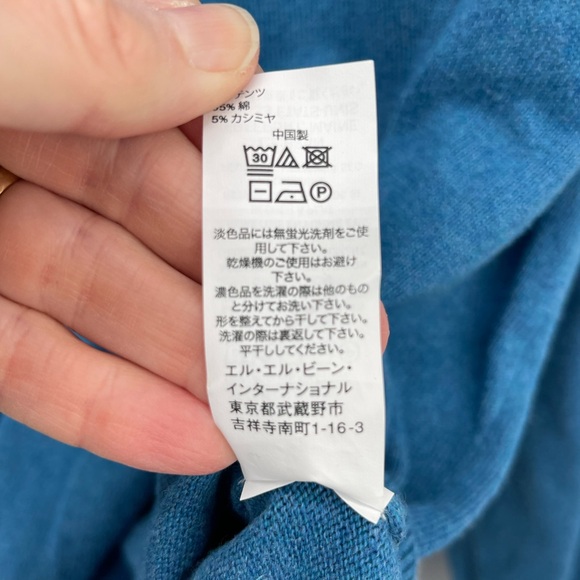 ンツ
5% 綿
5% カシミヤ
中国製
30
P
淡色品には無蛍光洗剤をご使
用して下さい。
乾燥機のご使用はお避け
下さい。
濃色品を洗濯の際は他のもの
と分けてお洗い下さい。
形を整えてから干して下さい。
洗濯の際は裏返して下さい。
平干ししてください。
エル・エル・ビーン・
インターナショナル
東京都武蔵野市
吉祥寺南町1-16-3